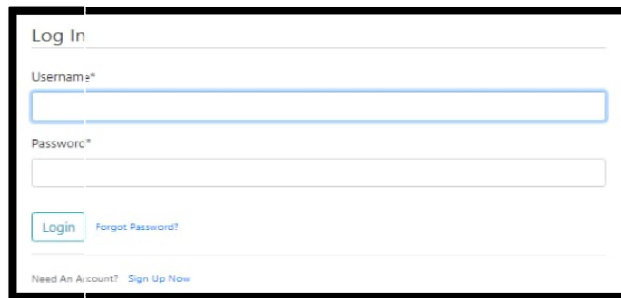 Log In
Username*
Password*
Login Forgot Password?
Need An Account? Sign Up Now